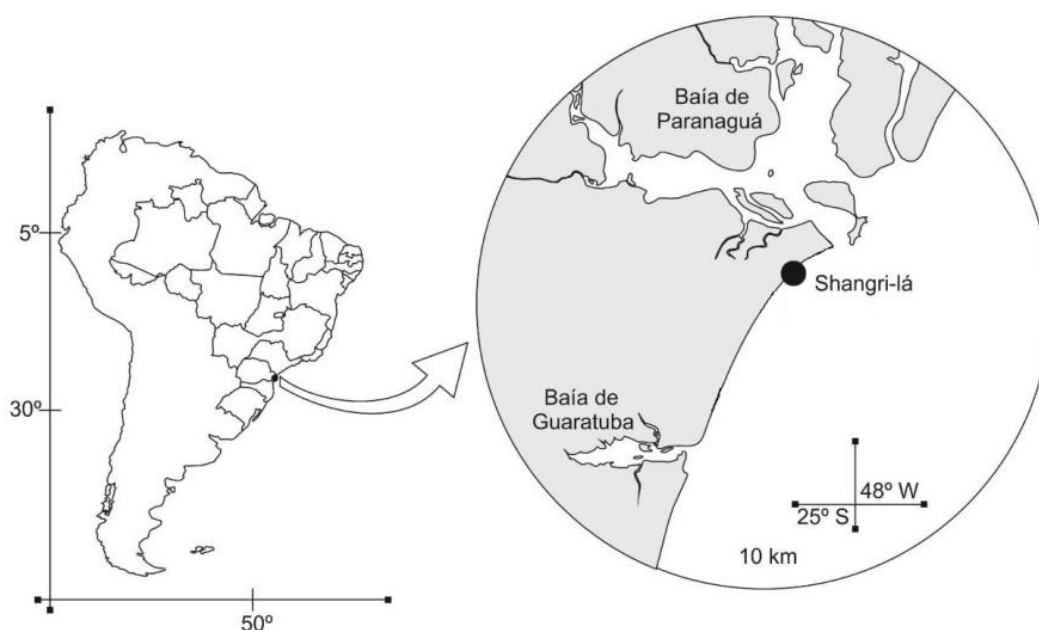 5º
30º
50º
Baía de
Paranaguá
Shangri-lá
Baía de
Guaratuba
48º W
25º S
10 km